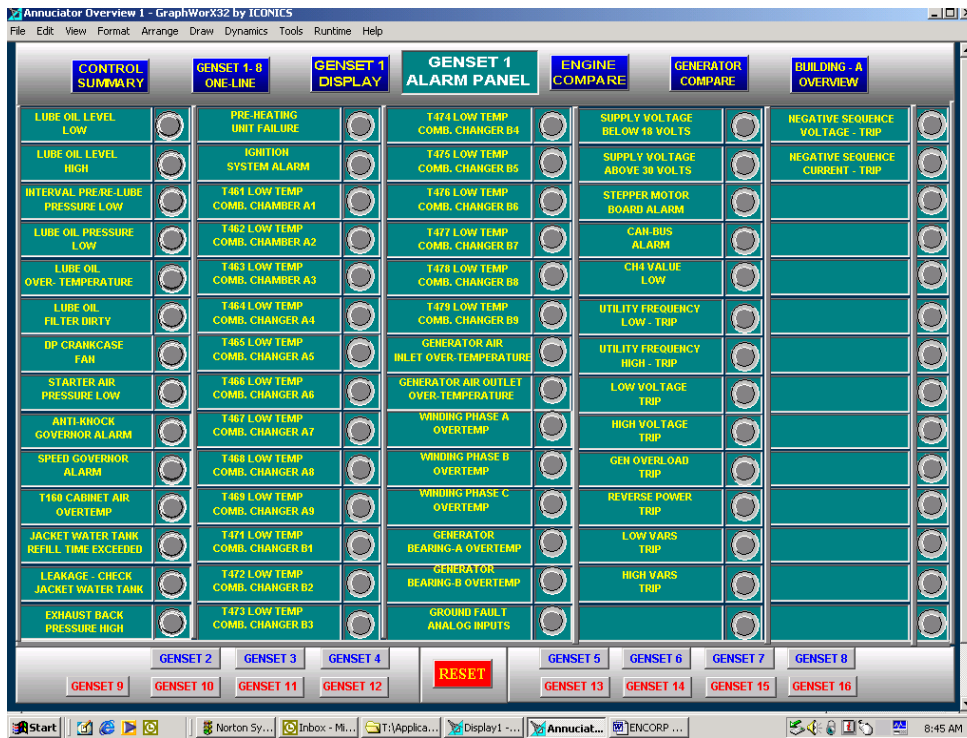 Annuciator Overview 1 - GraphWorX32 by ICONICS
File Edit View Format Arrange Draw Dynamics Tools Runtime Help
CONTROL
SUMMARY
GENSET 1- 8
ONE-LINE
GENSET 1
DISPLAY
GENSET 1
ALARM PANEL
ENGINE
COMPARE
GENERATOR
COMPARE
BUILDING - A
OVERVIEW
LUBE OIL LEVEL
LOW
LUBE OIL LEVEL
HIGH
INTERVAL PRE/RE-LUBE
PRESSURE LOW
LUBE OIL PRESSURE
LOW
LUBE OIL
OVER- TEMPERATURE
LUBE OIL
FILTER DIRTY
DP CRANKCASE
FAN
STARTER AIR
PRESSURE LOW
ANTI-KNOCK
GOVERNOR ALARM
SPEED GOVERNOR
ALARM
T160 CABINET AIR
OVERTEMP
JACKET WATER TANK
REFILL TIME EXCEEDED
LEAKAGE - CHECK
JACKET WATER TANK
EXHAUST BACK
PRESSURE HIGH
PRE-HEATING
UNIT FAILURE
IGNITION
SYSTEM ALARM
T461 LOW TEMP
COMB. CHAMBER A1
T462 LOW TEMP
COMB. CHAMBER A2
T463 LOW TEMP
COMB. CHAMBER A3
T464 LOW TEMP
COMB. CHANGER A4
T465 LOW TEMP
COMB. CHANGER A5
T466 LOW TEMP
COMB. CHANGER A6
T467 LOW TEMP
COMB. CHANGER A7
T468 LOW TEMP
COMB. CHANGER A8
T469 LOW TEMP
COMB. CHANGER A9
T471 LOW TEMP
COMB. CHANGER B1
T472 LOW TEMP
COMB. CHANGER B2
T473 LOW TEMP
COMB. CHANGER B3
T474 LOW TEMP
COMB. CHANGER B4
T475 LOW TEMP
COMB. CHANGER B5
T476 LOW TEMP
COMB. CHANGER B6
T477 LOW TEMP
COMB. CHANGER B7
T478 LOW TEMP
COMB. CHANGER B8
T479 LOW TEMP
COMB. CHANGER B9
GENERATOR AIR
INLET OVER-TEMPERATURE
GENERATOR AIR OUTLET
OVER-TEMPERATURE
WINDING PHASE A
OVERTEMP
WINDING PHASE B
OVERTEMP
WINDING PHASE C
OVERTEMP
GENERATOR
BEARING-A OVERTEMP
GENERATOR
BEARING-B OVERTEMP
GROUND FAULT
ANALOG INPUTS
SUPPLY VOLTAGE
BELOW 18 VOLTS
SUPPLY VOLTAGE
ABOVE 30 VOLTS
STEPPER MOTOR
BOARD ALARM
CAN-BUS
ALARM
CH4 VALUE
LOW
UTILITY FREQUENCY
LOW - TRIP
UTILITY FREQUENCY
HIGH - TRIP
LOW VOLTAGE
TRIP
HIGH VOLTAGE
TRIP
GEN OVERLOAD
TRIP
REVERSE POWER
TRIP
LOW VARS
TRIP
HIGH VARS
TRIP
NEGATIVE SEQUENCE
VOLTAGE - TRIP
NEGATIVE SEQUENCE
CURRENT - TRIP
GENSET 2 GENSET 3 GENSET 4 GENSET 5 GENSET 6 GENSET 7 GENSET 8
RESET
GENSET 9 GENSET 10 GENSET 11 GENSET 12 GENSET 13 GENSET 14 GENSET 15 GENSET 16
Start Norton Sy... Inbox - Mi... T:\Applica... Display1 -... Annuciat... ENCORP ... 8:45 AM